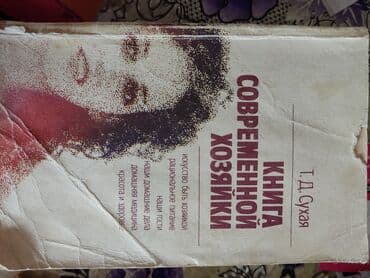 Т. Д. Сухая
КНИГА
СОВРЕМЕННОЙ
ХОЗЯЙКИ
ИСКУССТВО БЫТЬ ХОЗЯЙКОЙ
РАЦИОНАЛЬНОЕ ПИТАНИЕ
НАШИ ГОСТИ
НАШИ ДОМАШНИЕ ДЕЛА
ДОМАШНЯЯ МЕДИЦИНА
КРАСОТА И ЗДОРОВЬЕ